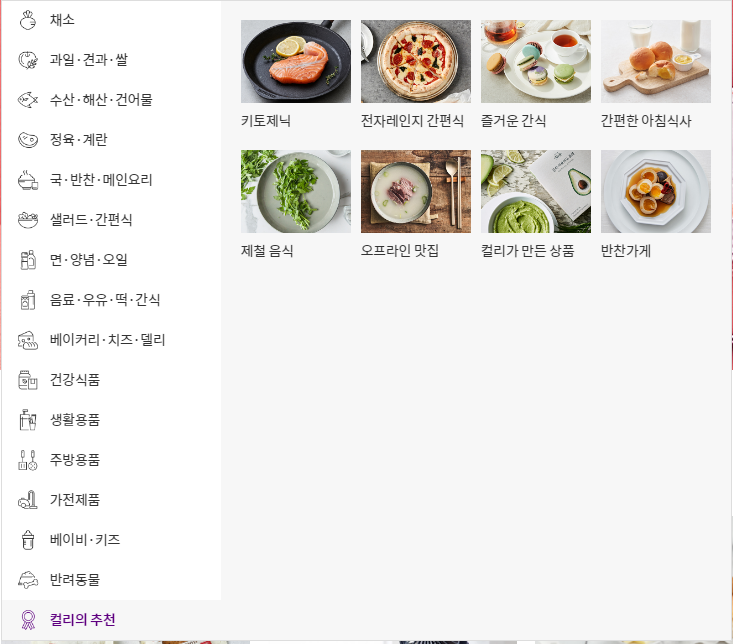 채소
과일·견과·쌀
수산·해산·건어물
정육·계란
국·반찬·메인요리
샐러드·간편식
면·양념·오일
음료·우유·떡·간식
베이커리·치즈·델리
건강식품
생활용품
주방용품
가전제품
베이비·키즈
반려동물
컬리의 추천
키토제닉
전자레인지 간편식
즐거운 간식
간편한 아침식사
제철 음식
오프라인 맛집
컬리가 만든 상품
반찬가게